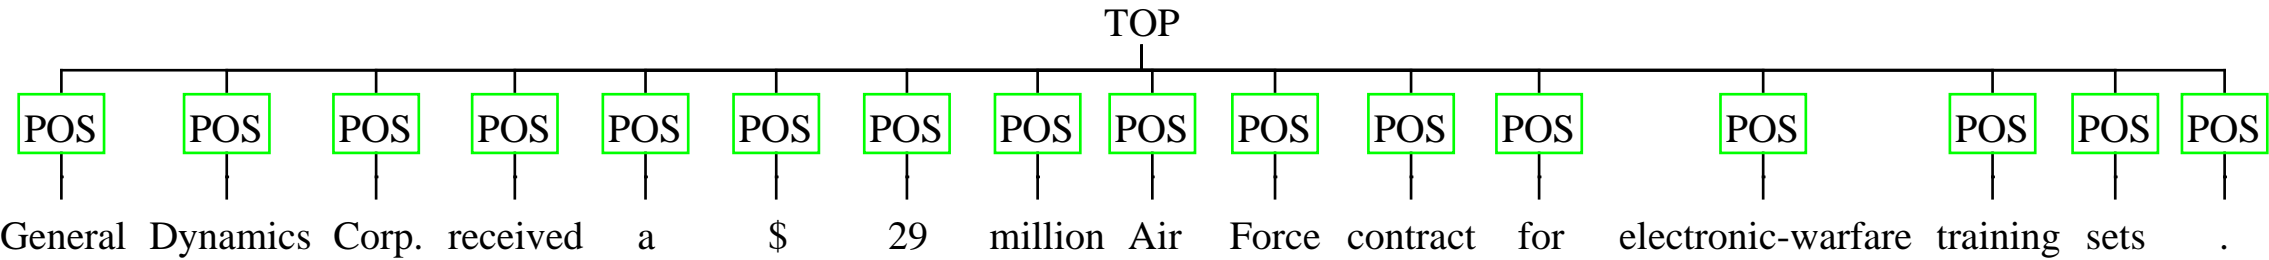 TOP
POS POS POS POS POS POS POS POS POS POS POS POS POS POS POS POS
General Dynamics Corp. received a $ 29 million Air Force contract for electronic-warfare training sets .